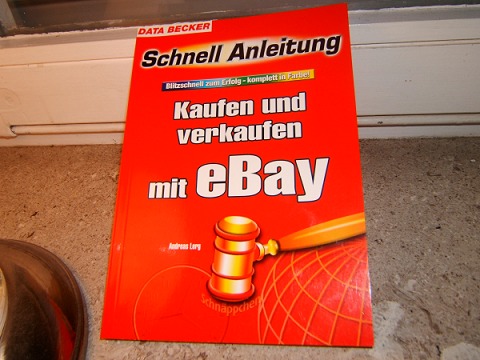 DATA BECKER
Schnell Anleitung
Blitzschnell zum Erfolg - komplett in Farbe!
Kaufen und
verkaufen
mit eBay
Andreas Lerg
Schnäppchen